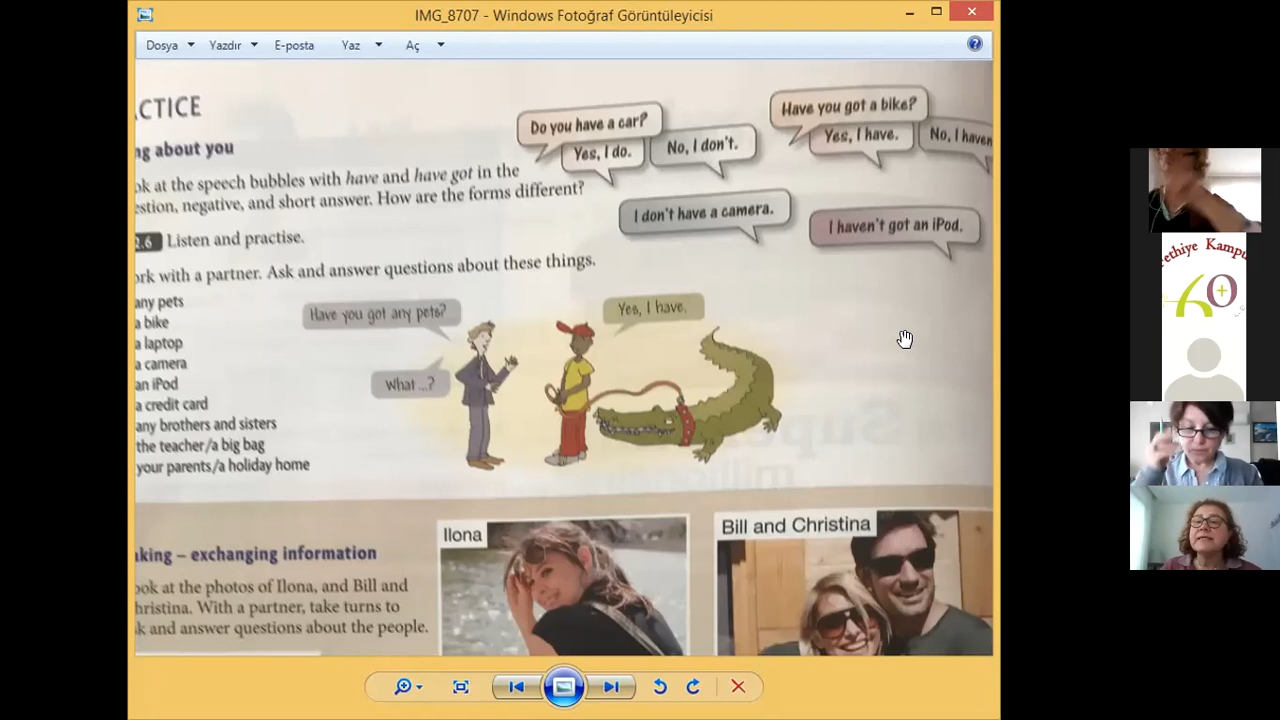 IMG_8707 - Windows Fotoğraf Görüntüleyicisi
Dosya Yazdır E-posta Yaz Aç
CTICE
Do you have a car?
Yes, I do.
No, I don't.
Have you got a bike?
Yes, I have.
No, I haven
ng about you
ok at the speech bubbles with have and have got in the
estion, negative, and short answer. How are the forms different?
I don't have a camera.
I haven't got an iPod.
2.6 Listen and practise.
ork with a partner. Ask and answer questions about these things.
any pets
a bike
a laptop
a camera
an iPod
a credit card
any brothers and sisters
the teacher/a big bag
your parents/a holiday home
Have you got any pets?
Yes, I have.
What ...?
king – exchanging information
ook at the photos of Ilona, and Bill and
hristina. With a partner, take turns to
k and answer questions about the people.
Ilona
Bill and Christina
ethiye Kampu